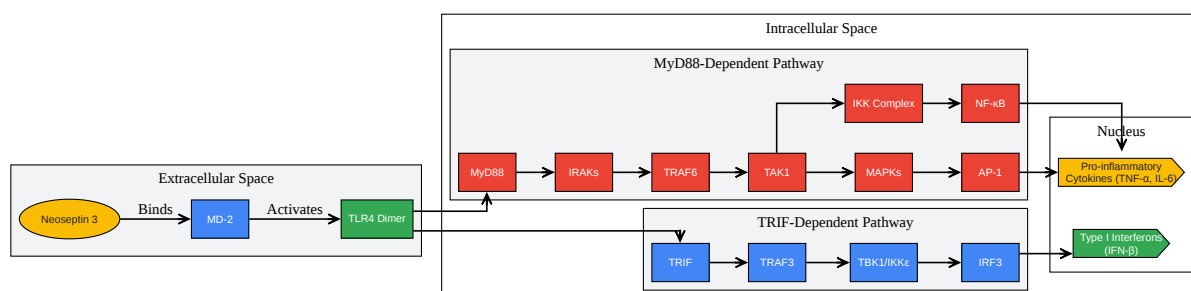 Intracellular Space
MyD88-Dependent Pathway
IKK Complex
NF-κB
Nucleus
MyD88
IRAKs
TRAF6
TAK1
MAPKs
AP-1
Pro-inflammatory
Cytokines (TNF-α, IL-6)
Extracellular Space
Neoseptin 3
Binds
MD-2
Activates
TLR4 Dimer
TRIF-Dependent Pathway
TRIF
TRAF3
TBK1/IKKε
IRF3
Type I Interferons
(IFN-β)